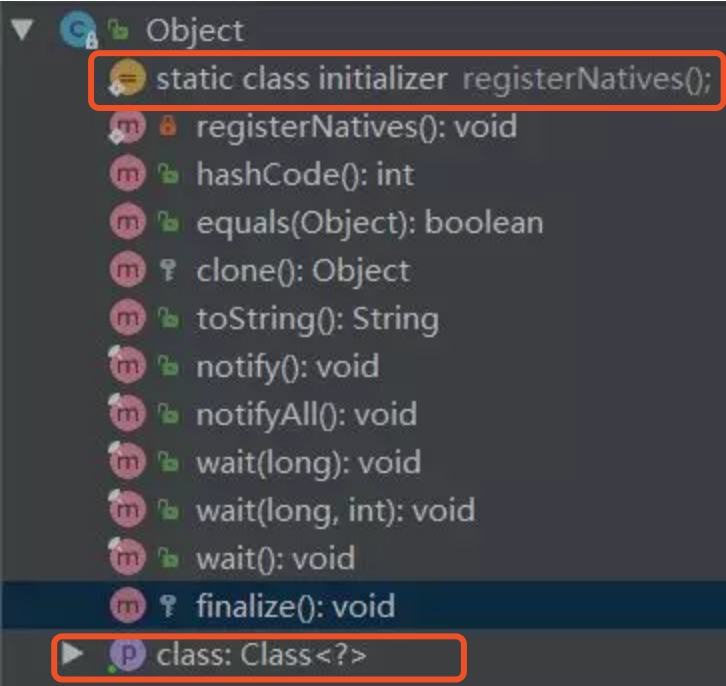 Object
static class initializer registerNatives();
registerNatives(): void
hashCode(): int
equals(Object): boolean
clone(): Object
toString(): String
notify(): void
notifyAll(): void
wait(long): void
wait(long, int): void
wait(): void
finalize(): void
class: Class<?>